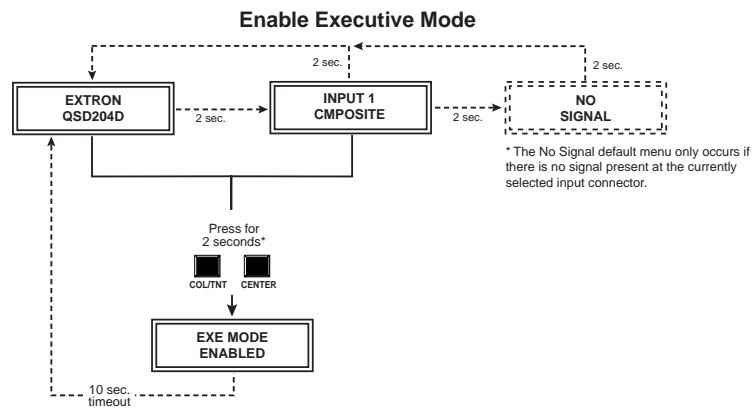 Enable Executive Mode
2 sec.
2 sec.
EXTRON
QSD204D
2 sec.
INPUT 1
CMPOSITE
2 sec.
NO
SIGNAL
* The No Signal default menu only occurs if
there is no signal present at the currently
selected input connector.
Press for
2 seconds*
COL/TNT
CENTER
EXE MODE
ENABLED
10 sec.
timeout